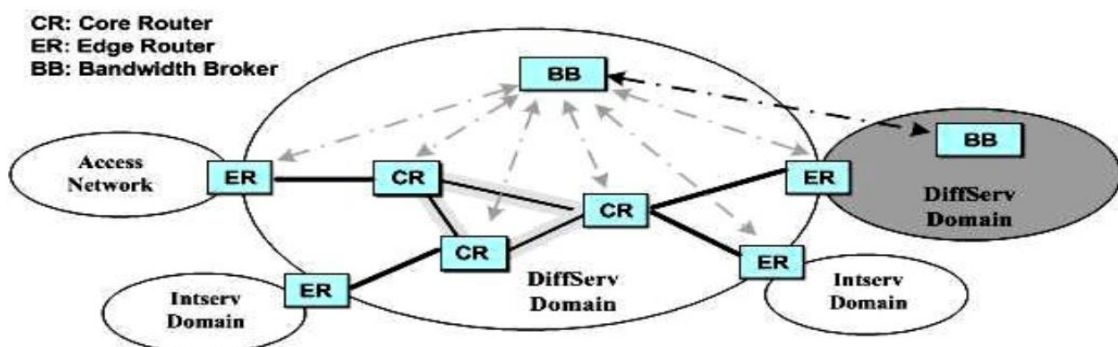 CR: Core Router
ER: Edge Router
BB: Bandwidth Broker
BB
BB
Access
Network
ER
CR
ER
DiffServ
Domain
CR
CR
ER
Intserv
Domain
ER
DiffServ
Domain
Intserv
Domain